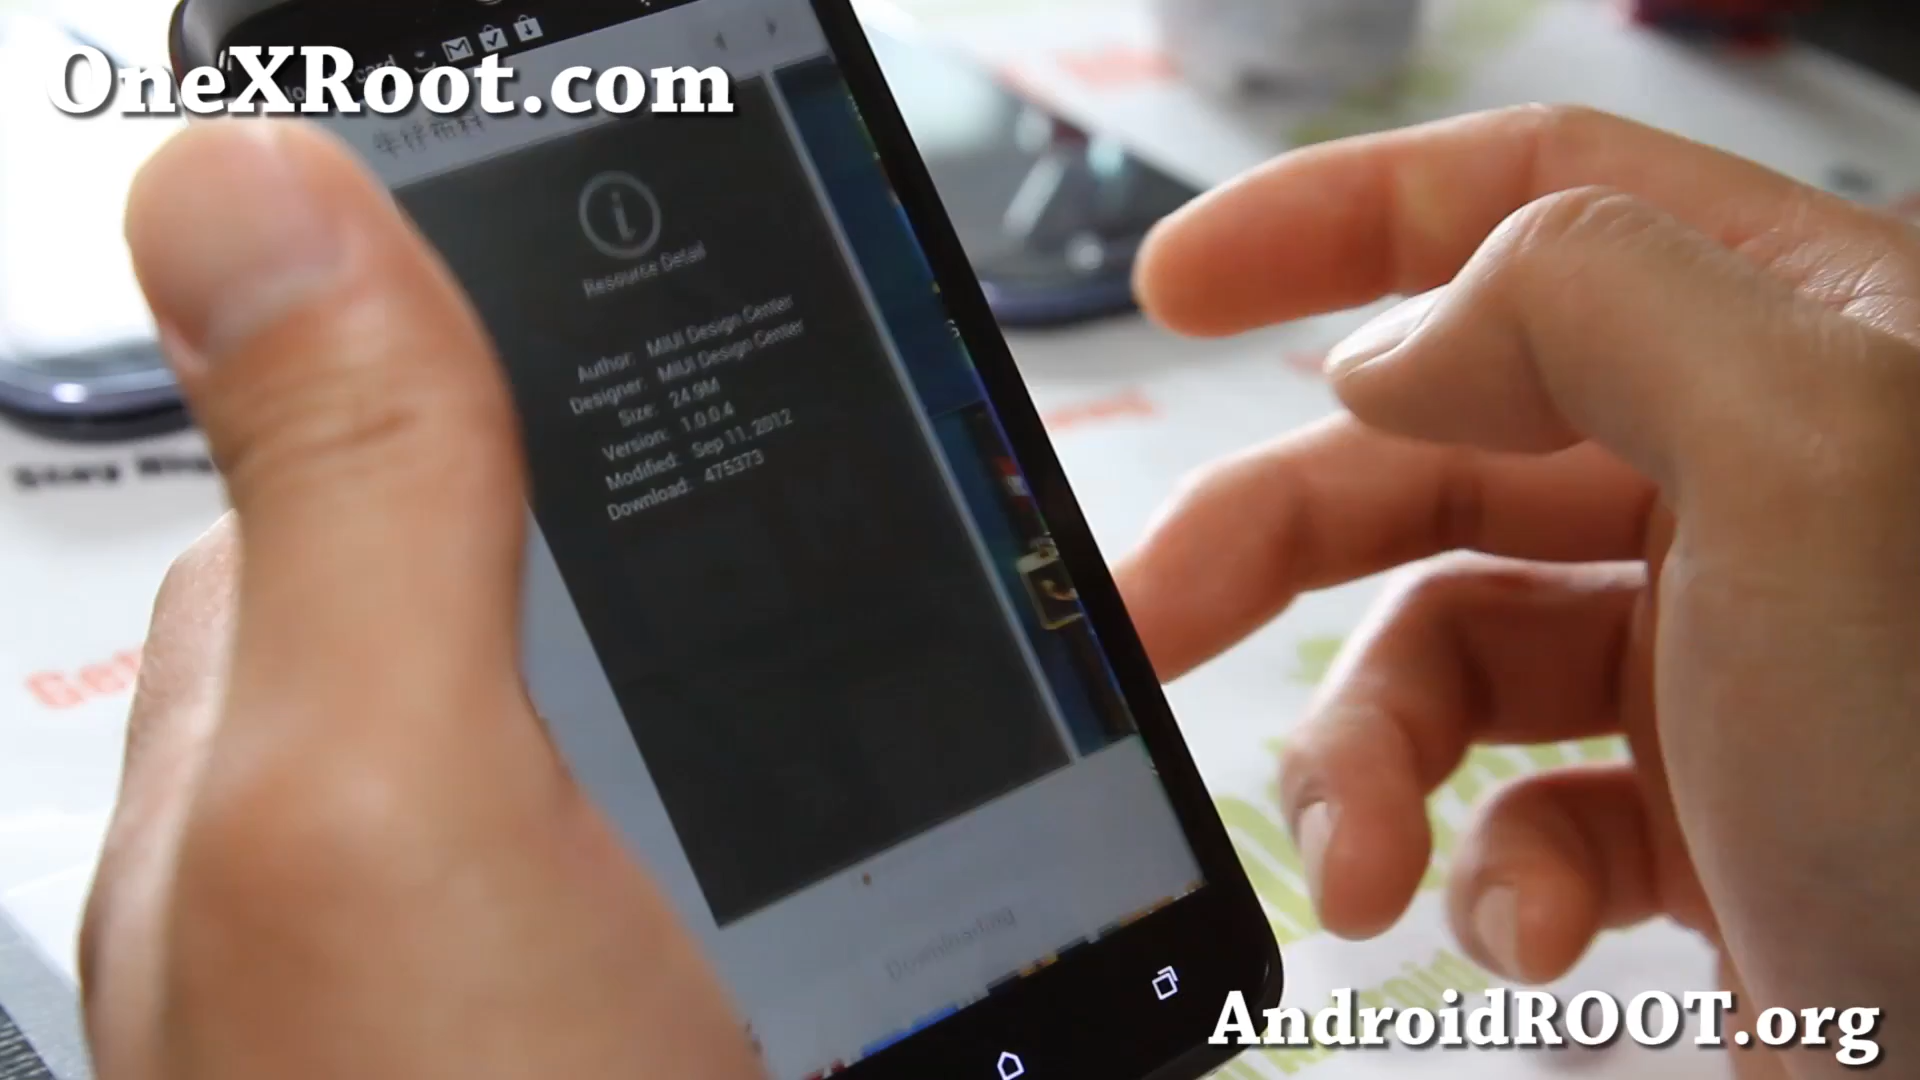 OneXRoot.com
Resource Detail
Author: MIUI Design Center
Designer: MIUI Design Center
Size: 24.9M
Version: 1.0.0.4
Modified: Sep 11, 2012
Download: 475373
Downloading
AndroidROOT.org